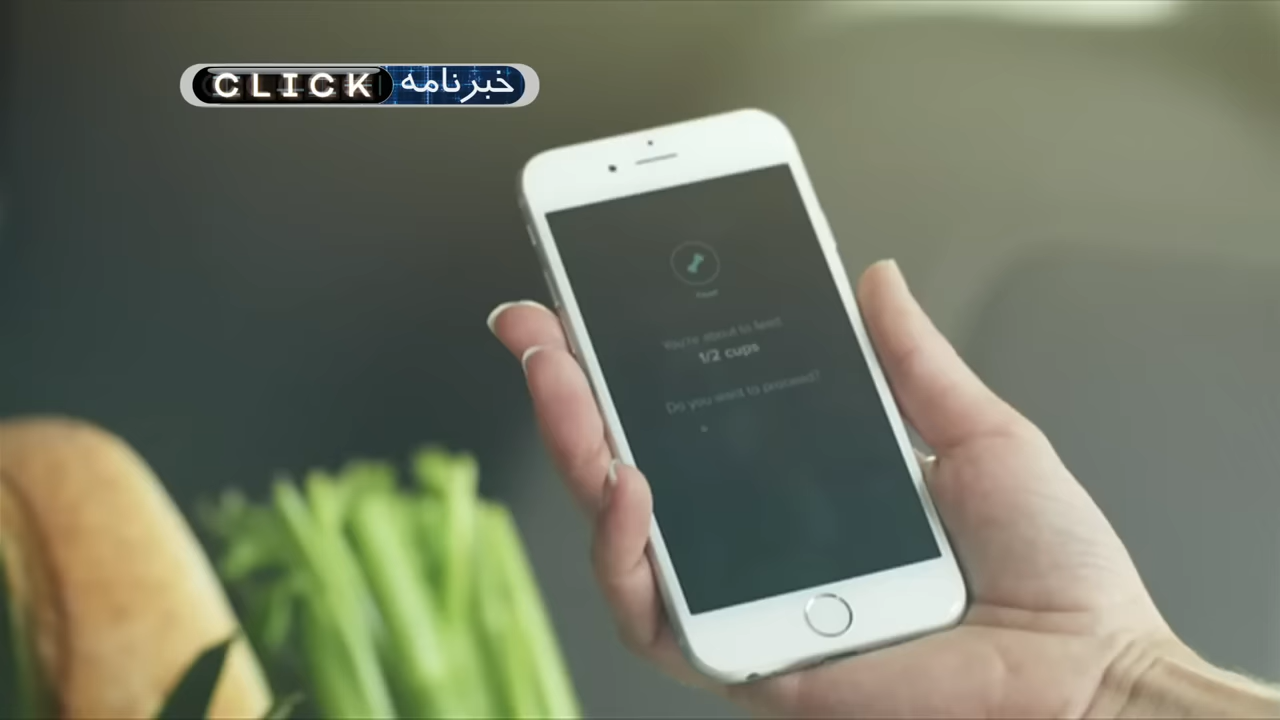 CLICK خبرنامه
You're about to feed
1/2 cups
Do you want to proceed?